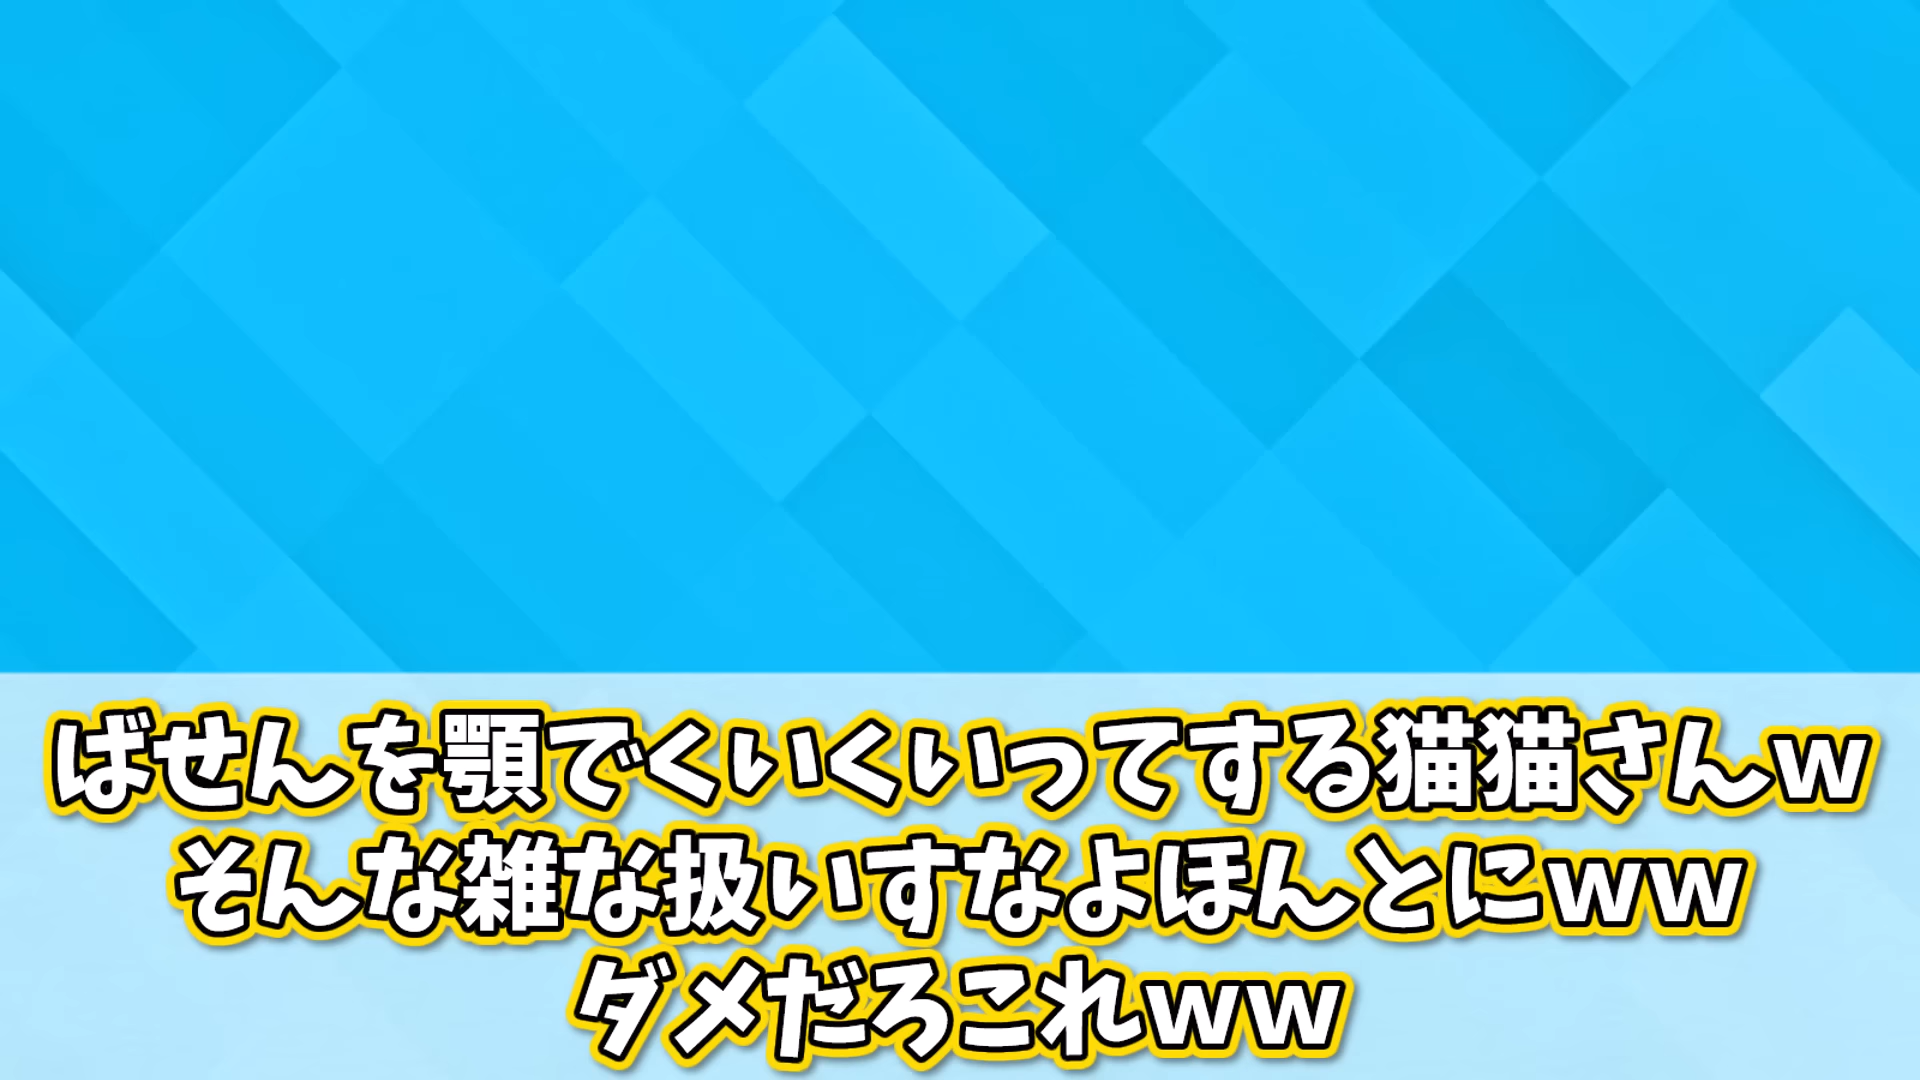 ばせんを顎でくいくいってする猫猫さんｗ
そんな雑な扱いすなよほんとにｗｗ
ダメだろこれｗｗ